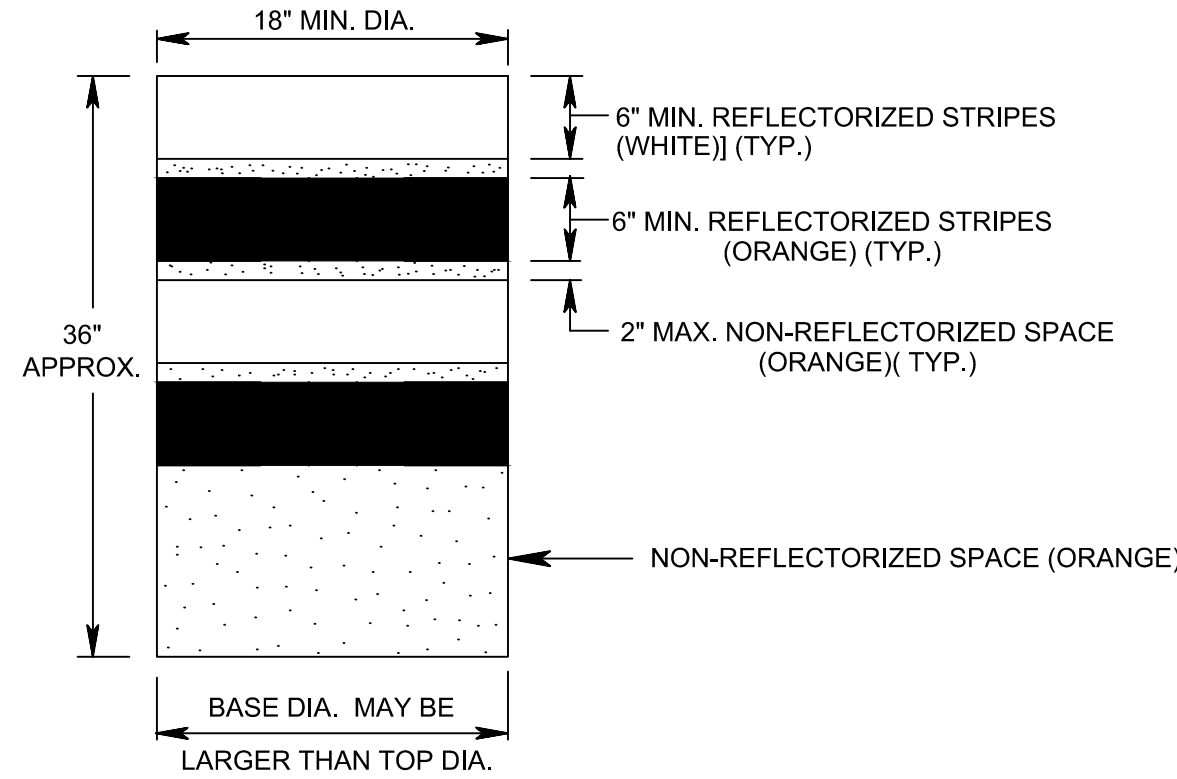 18" MIN. DIA.
6" MIN. REFLECTORIZED STRIPES
(WHITE)] (TYP.)
6" MIN. REFLECTORIZED STRIPES
(ORANGE) (TYP.)
36"
APPROX.
2" MAX. NON-REFLECTORIZED SPACE
(ORANGE)( TYP.)
NON-REFLECTORIZED SPACE (ORANGE)
BASE DIA. MAY BE
LARGER THAN TOP DIA.